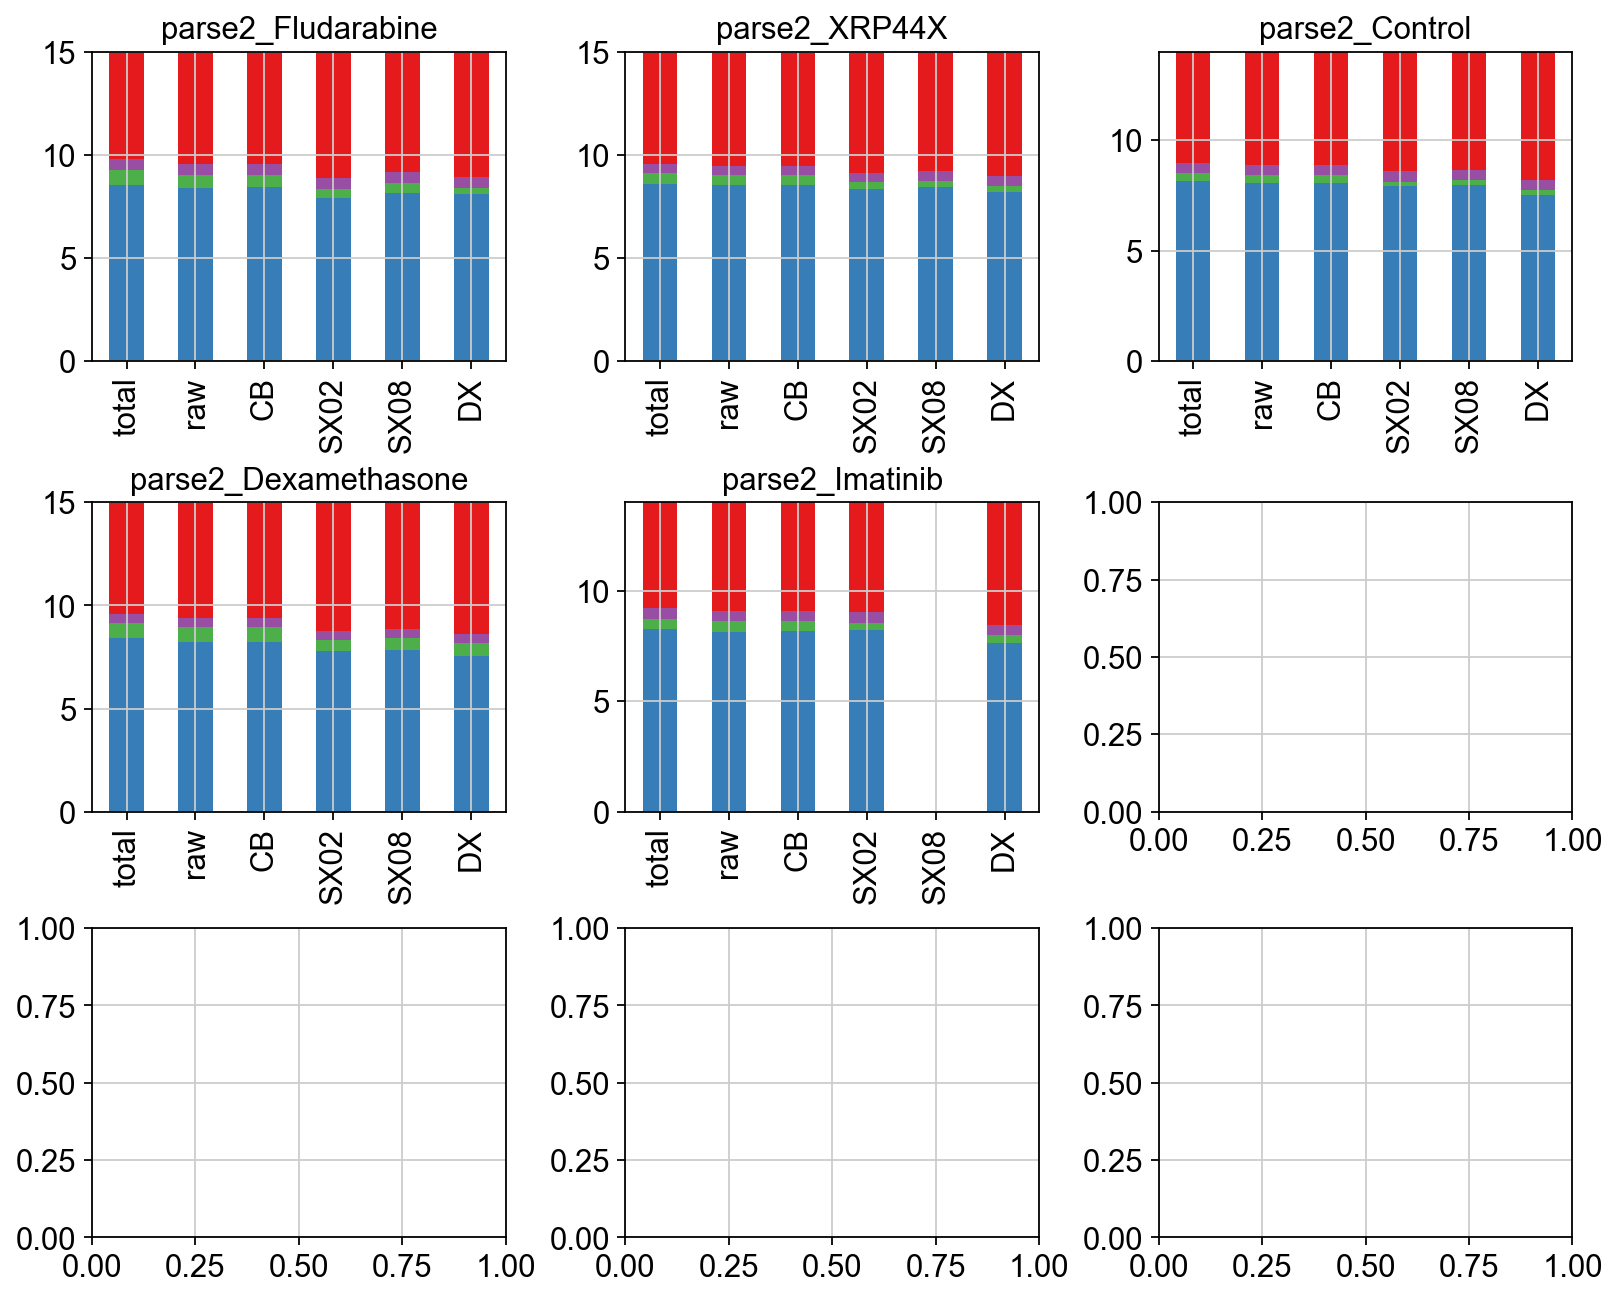 parse2_Fludarabine
parse2_XRP44X
parse2_Control
15
10
5
0
total
raw
CB
SX02
SX08
DX
15
10
5
0
total
raw
CB
SX02
SX08
DX
10
5
0
total
raw
CB
SX02
SX08
DX
parse2_Dexamethasone
parse2_Imatinib
15
10
5
0
total
raw
CB
SX02
SX08
DX
10
5
0
total
raw
CB
SX02
SX08
DX
1.00
0.75
0.50
0.25
0.00
0.00 0.25 0.50 0.75 1.00
1.00
0.75
0.50
0.25
0.00
0.00 0.25 0.50 0.75 1.00
1.00
0.75
0.50
0.25
0.00
0.00 0.25 0.50 0.75 1.00
1.00
0.75
0.50
0.25
0.00
0.00 0.25 0.50 0.75 1.00